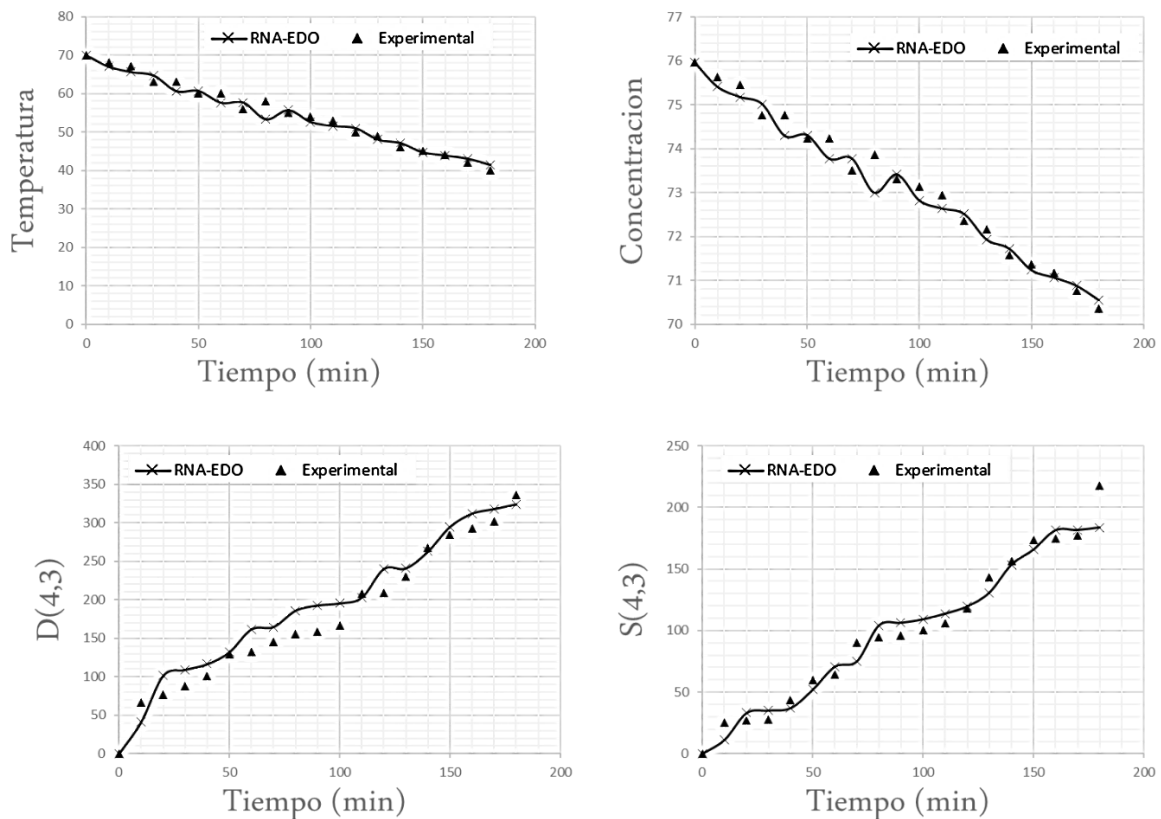 80
70
60
50
40
30
20
10
0
RNA-EDO Experimental
Temperatura
0 50 100 150 200
Tiempo (min)
77
76
75
74
73
72
71
70
RNA-EDO Experimental
Concentracion
0 50 100 150 200
Tiempo (min)
400
350
300
250
200
150
100
50
0
RNA-EDO Experimental
D(4,3)
0 50 100 150 200
Tiempo (min)
250
200
150
100
50
0
RNA-EDO Experimental
S(4,3)
0 50 100 150 200
Tiempo (min)